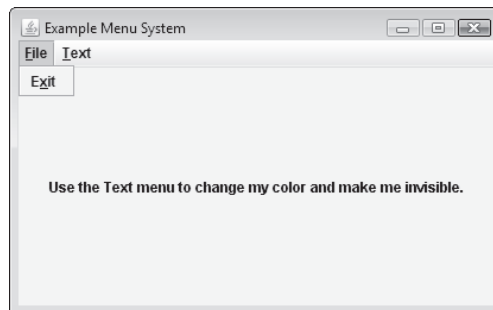 Example Menu System
File Text
Exit
Use the Text menu to change my color and make me invisible.